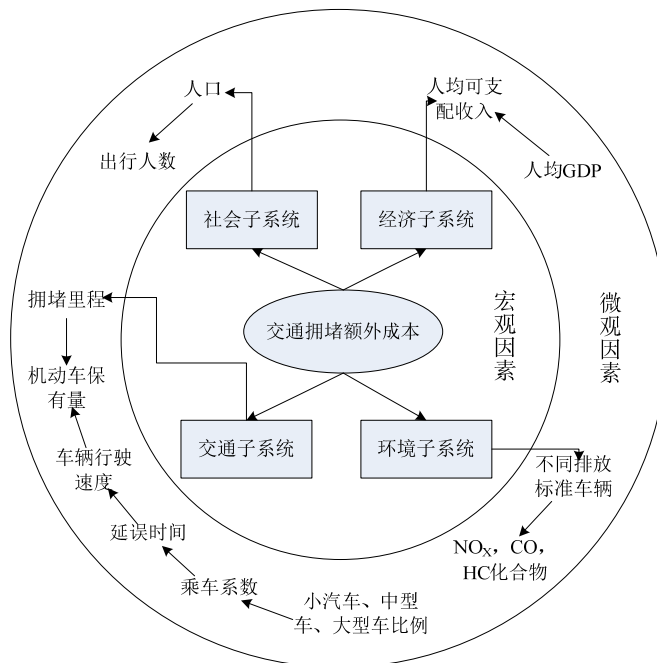 人口
出行人数
人均可支
配收入
人均GDP
社会子系统
经济子系统
拥堵里程
交通拥堵额外成本
宏观因素
微观因素
机动车保
有量
交通子系统
环境子系统
车辆行驶
速度
不同排放
标准车辆
延误时间
NOX，CO，
HC化合物
乘车系数
小汽车、中型
车、大型车比例